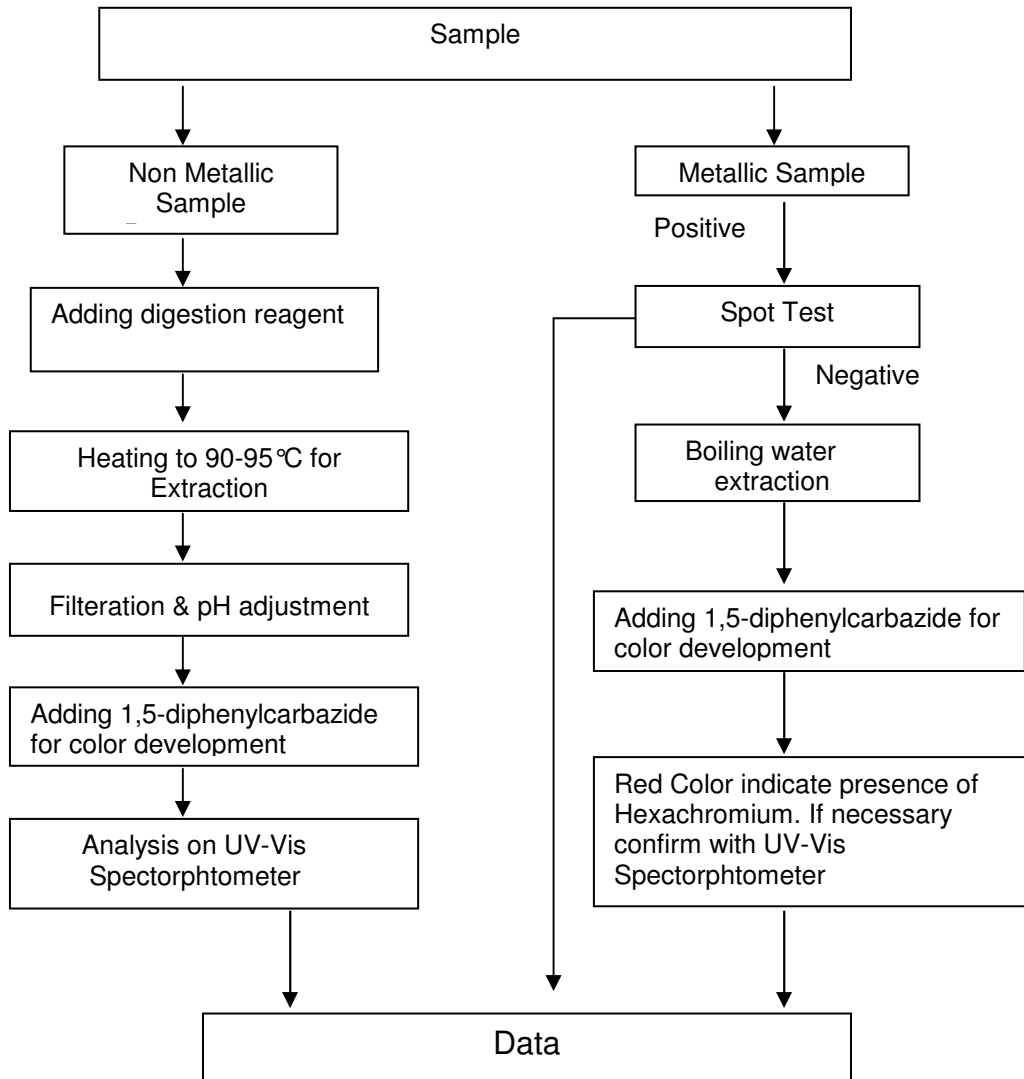 Sample
Non Metallic
Sample
Adding digestion reagent
Heating to 90-95°C for
Extraction
Filteration & pH adjustment
Adding 1,5-diphenylcarbazide
for color development
Analysis on UV-Vis
Spectorphtometer
Metallic Sample
Positive
Spot Test
Negative
Boiling water
extraction
Adding 1,5-diphenylcarbazide for
color development
Red Color indicate presence of
Hexachromium. If necessary
confirm with UV-Vis
Spectorphtometer
Data